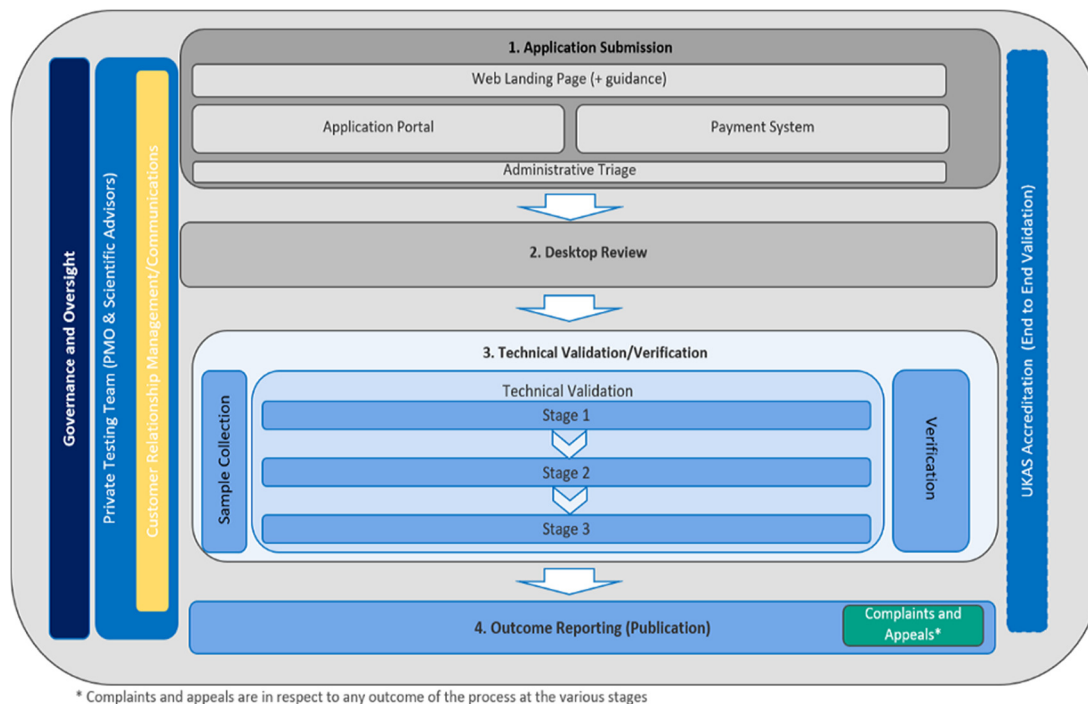 Governance and Oversight
Private Testing Team (PMO & Scientific Advisors)
Customer Relationship Management/Communications
1. Application Submission
Web Landing Page (+ guidance)
Application Portal
Payment System
Administrative Triage
2. Desktop Review
3. Technical Validation/Verification
Sample Collection
Technical Validation
Stage 1
Stage 2
Stage 3
Verification
4. Outcome Reporting (Publication)
Complaints and
Appeals*
UKAS Accreditation (End to End Validation)
* Complaints and appeals are in respect to any outcome of the process at the various stages